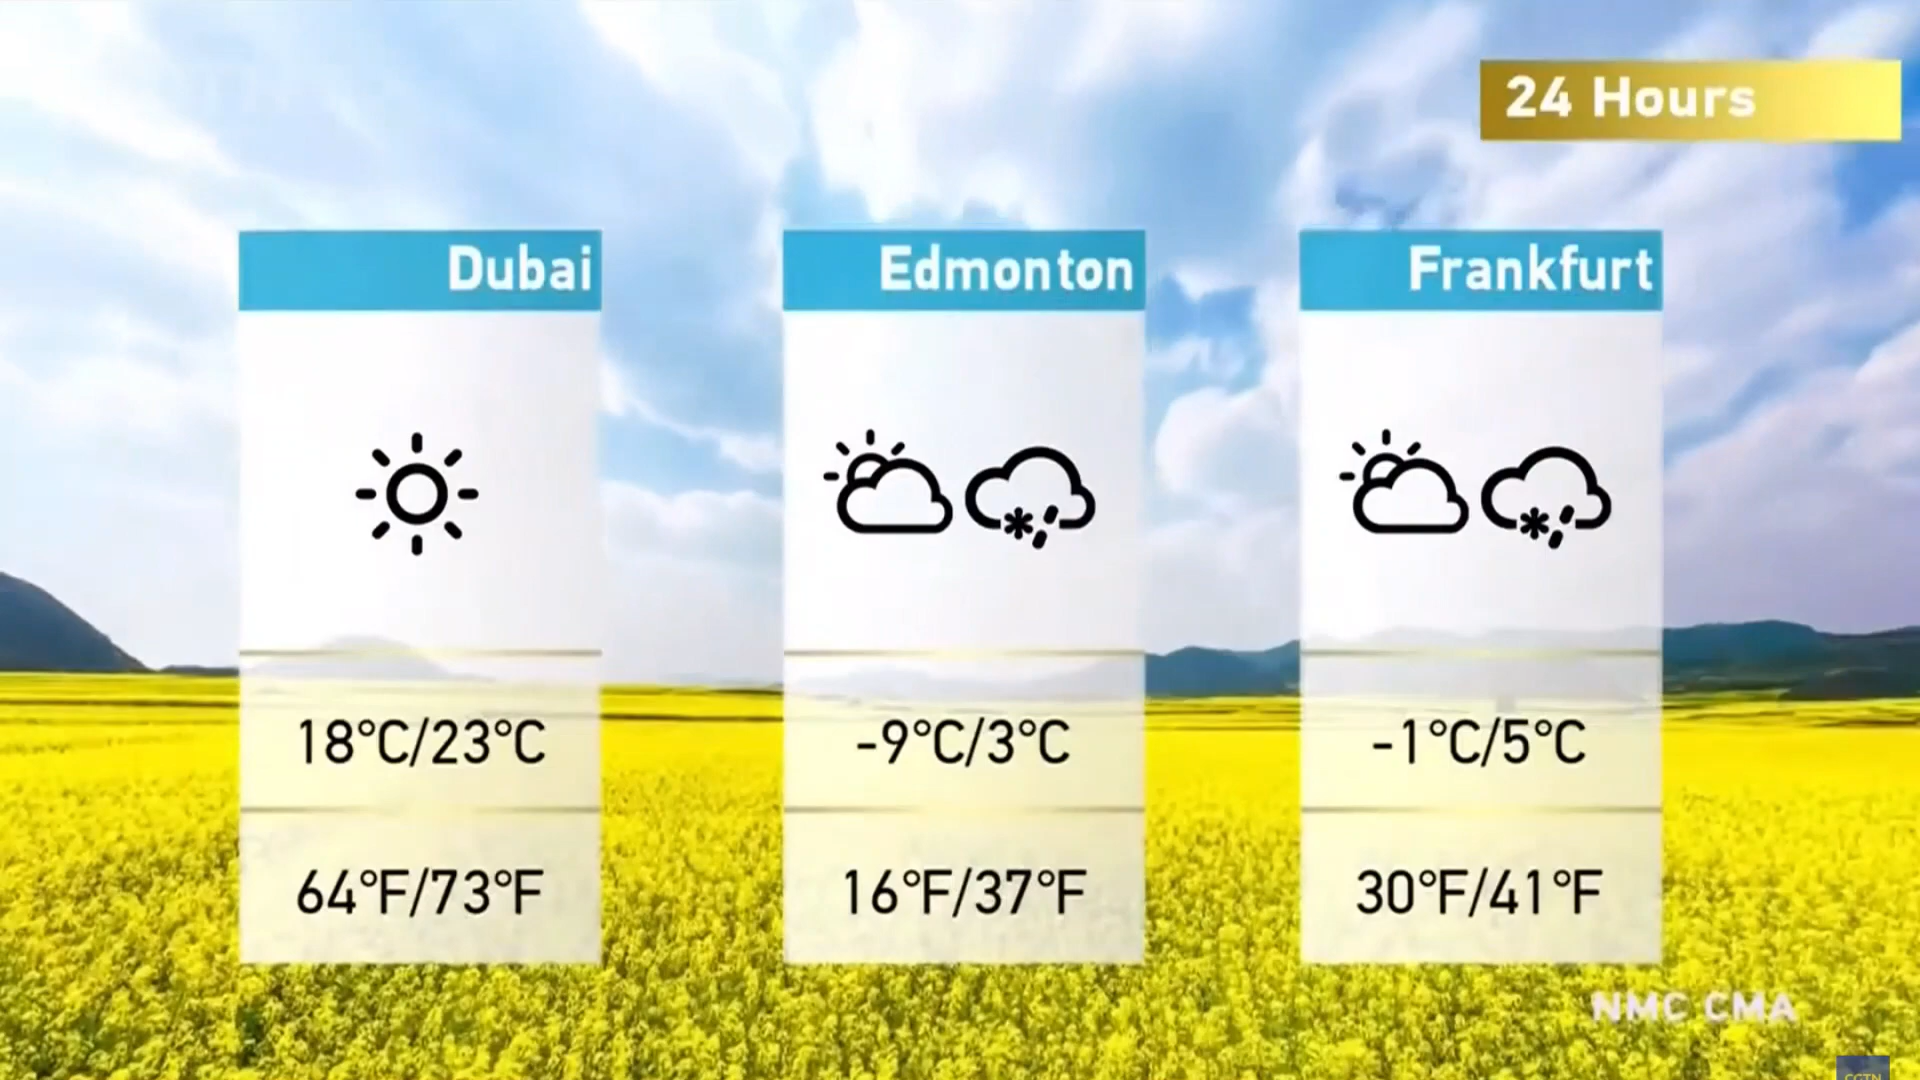 24 Hours
Dubai
18°C/23°C
64°F/73°F
Edmonton
-9°C/3°C
16°F/37°F
Frankfurt
-1°C/5°C
30°F/41°F
NMC CMA
CGTN